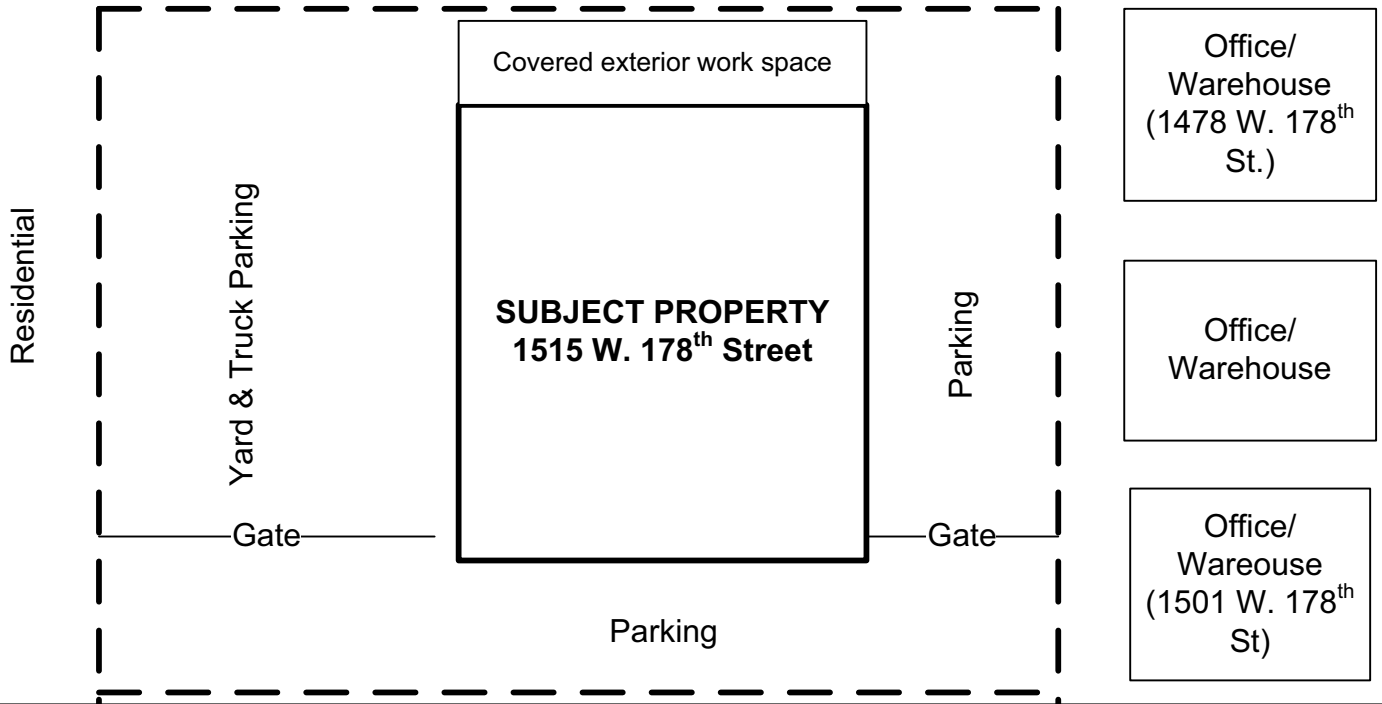 Covered exterior work space
Office/
Warehouse
(1478 W. 178th
St.)
Residential
Yard & Truck Parking
SUBJECT PROPERTY
1515 W. 178th Street
Parking
Office/
Warehouse
Gate
Gate
Office/
Wareouse
(1501 W. 178th
St)
Parking